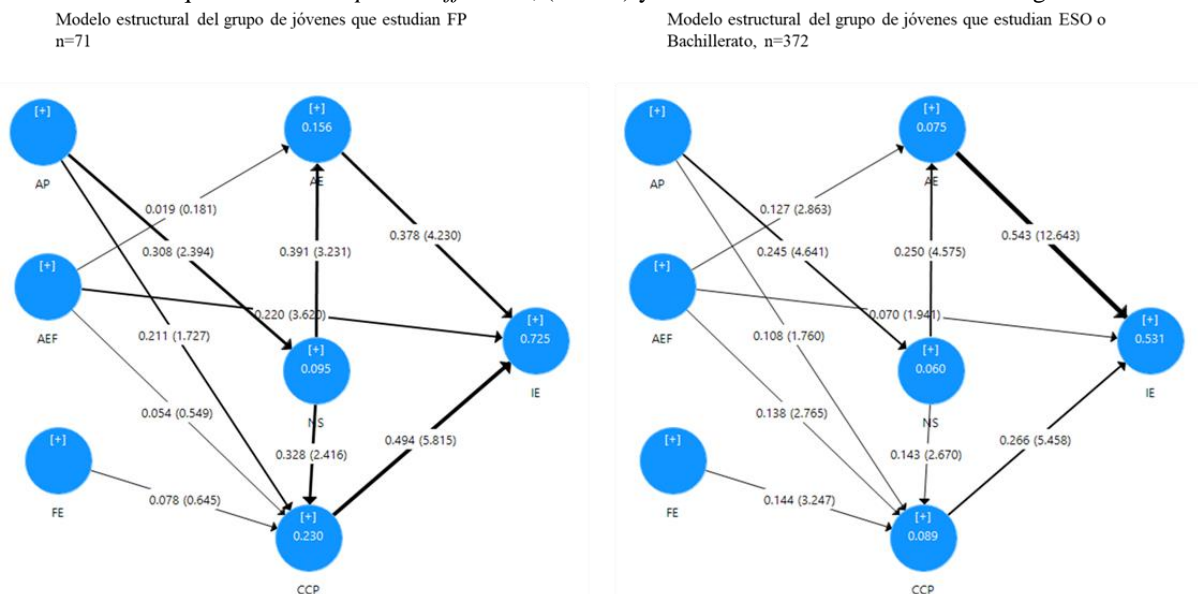 Modelo estructural del grupo de jóvenes que estudian FP
n=71
[+]
AP
[+]
0.156
AE
0.019 (0.181)
0.308 (2.394)
0.391 (3.231)
0.378 (4.230)
[+]
AEF
0.220 (3.620)
0.211 (1.727)
[+]
0.725
IE
[+]
0.095
NS
0.054 (0.549)
0.494 (5.815)
0.328 (2.416)
[+]
FE
0.078 (0.645)
[+]
0.230
CCP
Modelo estructural del grupo de jóvenes que estudian ESO o
Bachillerato, n=372
[+]
AP
[+]
0.075
AE
0.127 (2.863)
0.245 (4.641)
0.250 (4.575)
0.543 (12.643)
[+]
AEF
0.070 (1.941)
0.108 (1.760)
[+]
0.531
IE
[+]
0.060
NS
0.138 (2.765)
0.266 (5.458)
0.143 (2.670)
[+]
FE
0.144 (3.247)
[+]
0.089
CCP